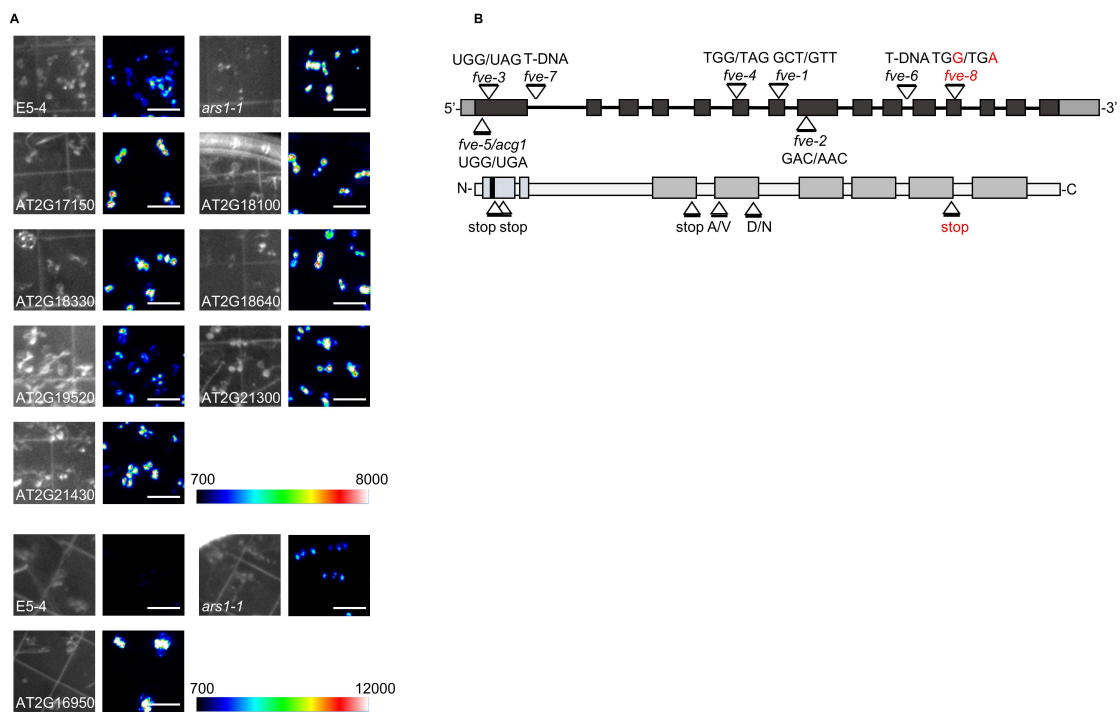 A
E5-4
ars1-1
AT2G17150
AT2G18100
AT2G18330
AT2G18640
AT2G19520
AT2G21300
AT2G21430
700
8000
E5-4
ars1-1
AT2G16950
700
12000
B
UGG/UAG T-DNA
TGG/TAG GCT/GTT
T-DNA TGG/TGA
fve-3
fve-7
fve-4
fve-1
fve-6
fve-8
5'-
-3'
fve-5/acg1
fve-2
UGG/UGA
GAC/AAC
N-
-C
stop stop
stop A/V
D/N
stop